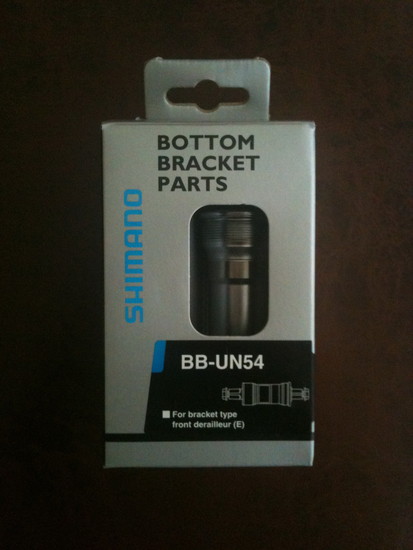 BOTTOM
BRACKET
PARTS
SHIMANO
BB-UN54
For bracket type
front derailleur (E)